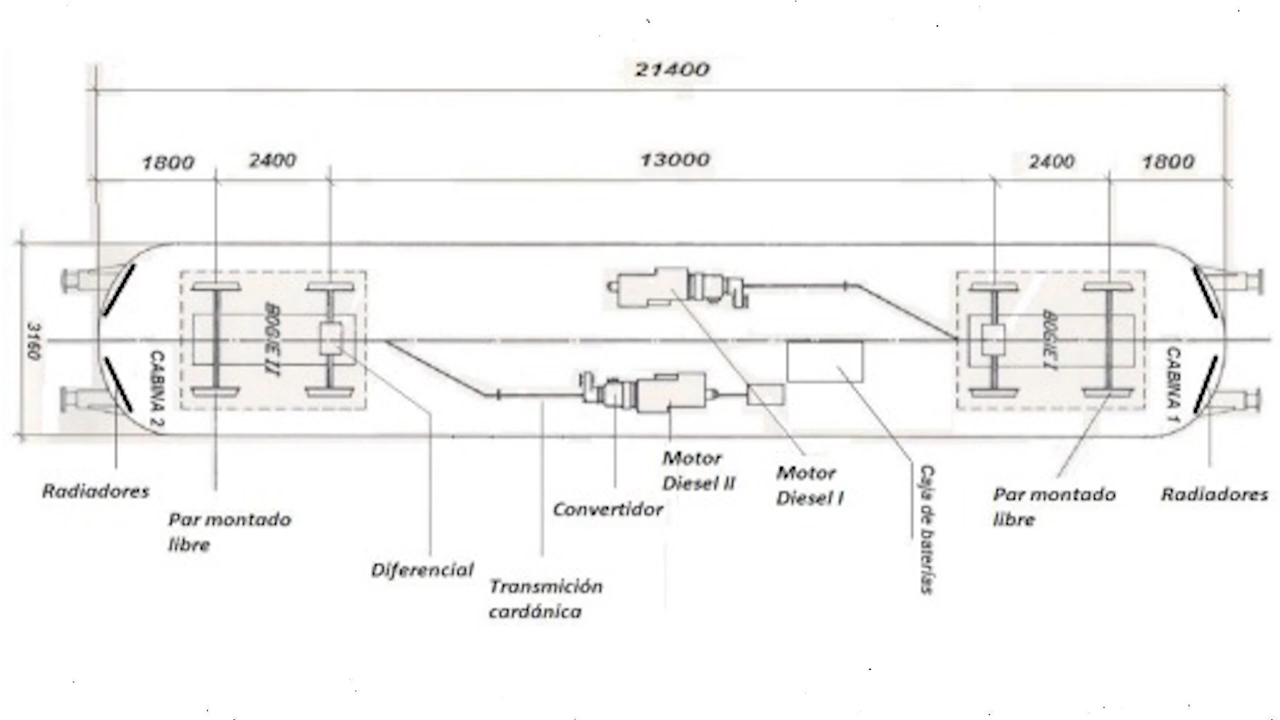 21400
1800
2400
13000
2400
1800
3160
CABINA 2
BOGIE II
BOGIE I
CABINA 1
Radiadores
Par montado
libre
Diferencial
Transmición
cardánica
Convertidor
Motor
Diesel II
Motor
Diesel I
Caja de baterías
Par montado
libre
Radiadores